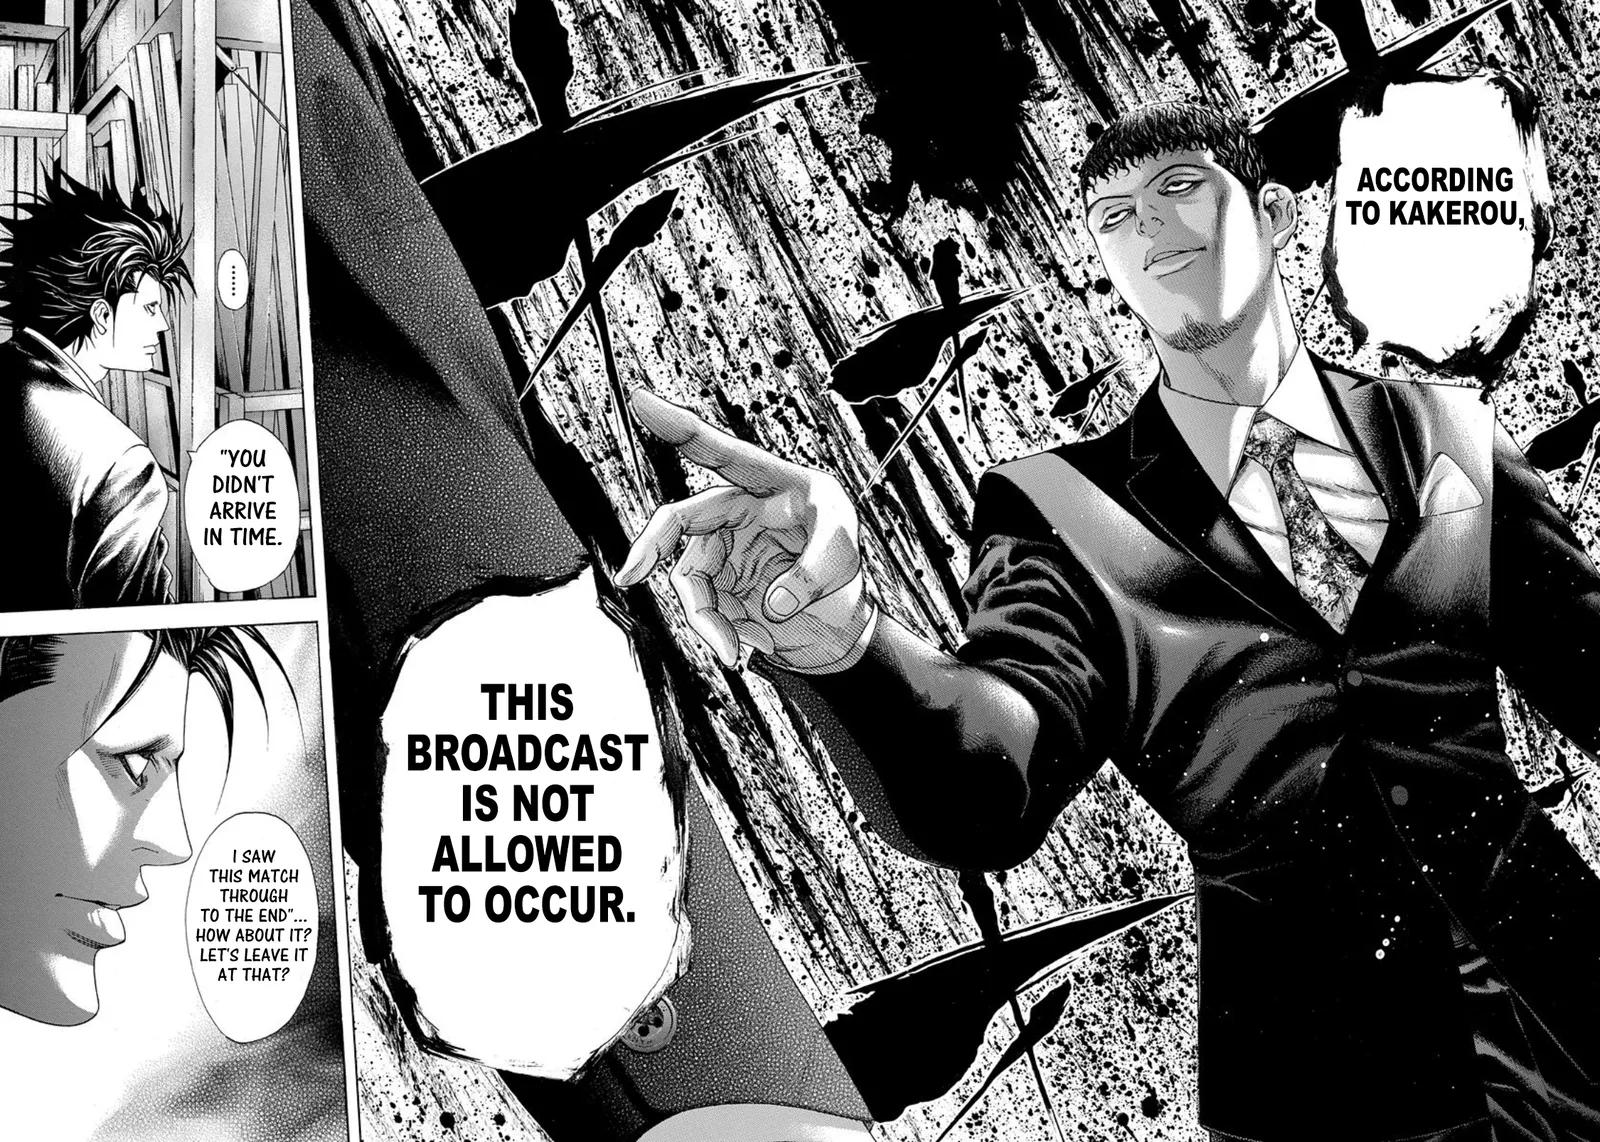 ACCORDING
TO KAKEROU,
THIS
BROADCAST
IS NOT
ALLOWED
TO OCCUR.
.......
"YOU
DIDN'T
ARRIVE
IN TIME.
I SAW
THIS MATCH
THROUGH
TO THE END"...
HOW ABOUT IT?
LET'S LEAVE IT
AT THAT?